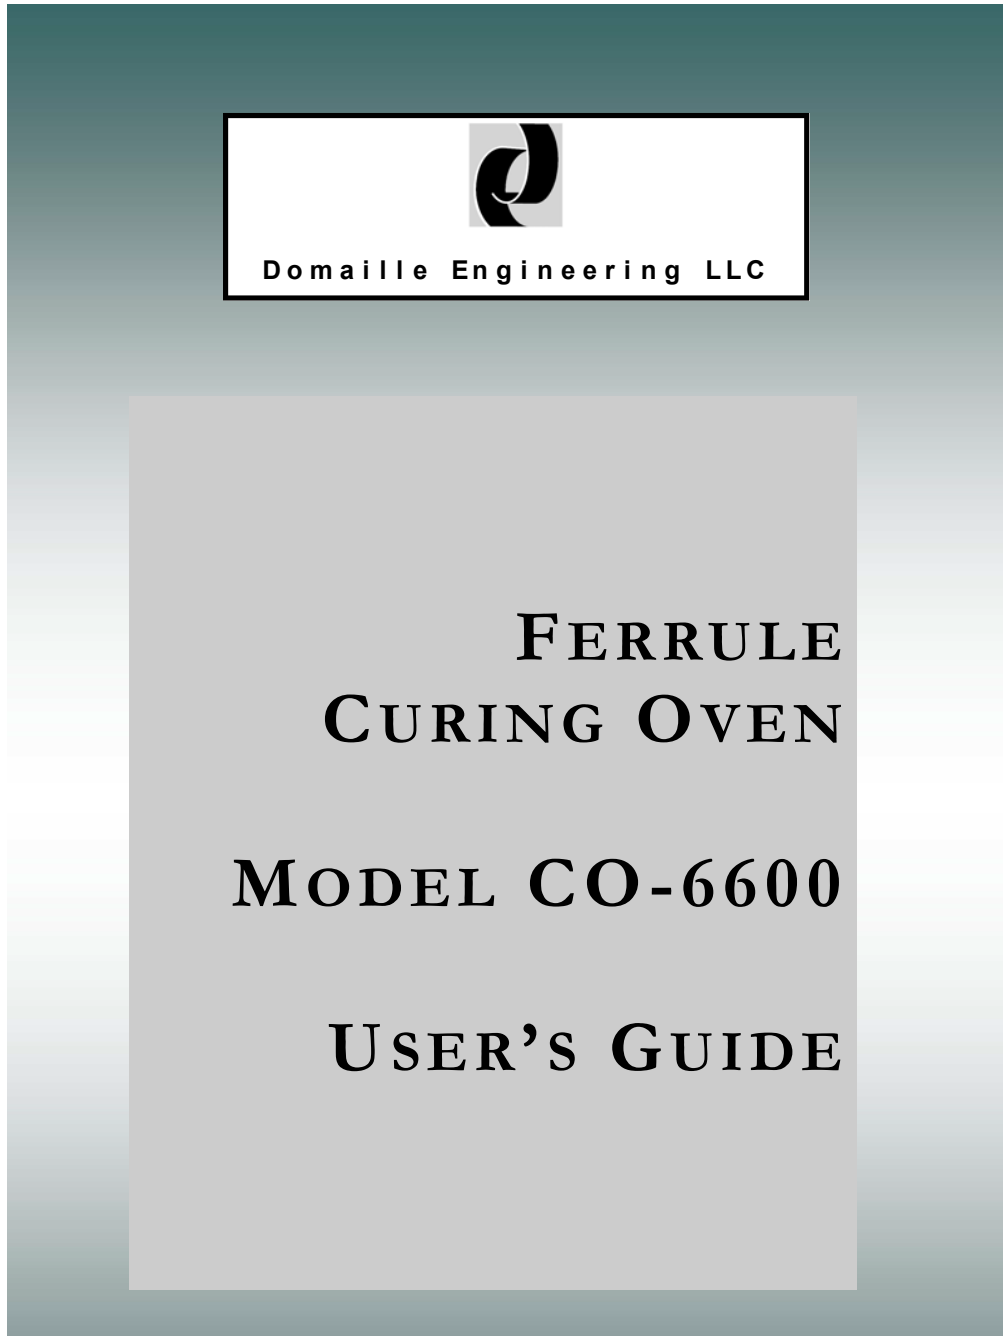 Domaille Engineering LLC
FERRULE
CURING OVEN
MODEL CO-6600
USER’S GUIDE